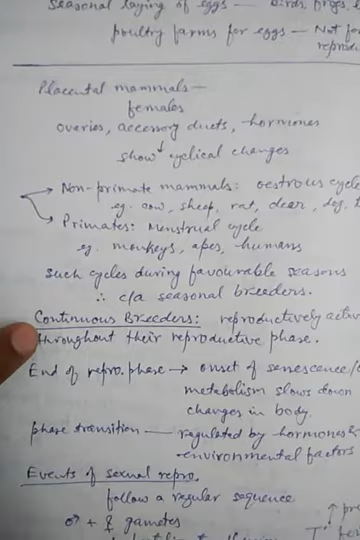 Seasonal laying of eggs — birds, frogs,
poultry farms for eggs — Not for
reprodu
Placental mammals —
females
ovaries, accessory ducts, hormones
show cyclical changes
→ Non-primate mammals: oestrous cycle
eg. cow, sheep, rat, deer, dog,
→ Primates: Menstrual cycle
eg. monkeys, apes, humans
such cycles during favourable seasons
∴ c/a seasonal breeders.
Continuous Breeders: reproductively activ
throughout their reproductive phase.
End of repro. phase → onset of senescence/
metabolism slows down
changes in body.
phase transition — regulated by hormones &
environmental factors
Events of sexual repro.
follow a regular sequence
♂ + ♀ gametes